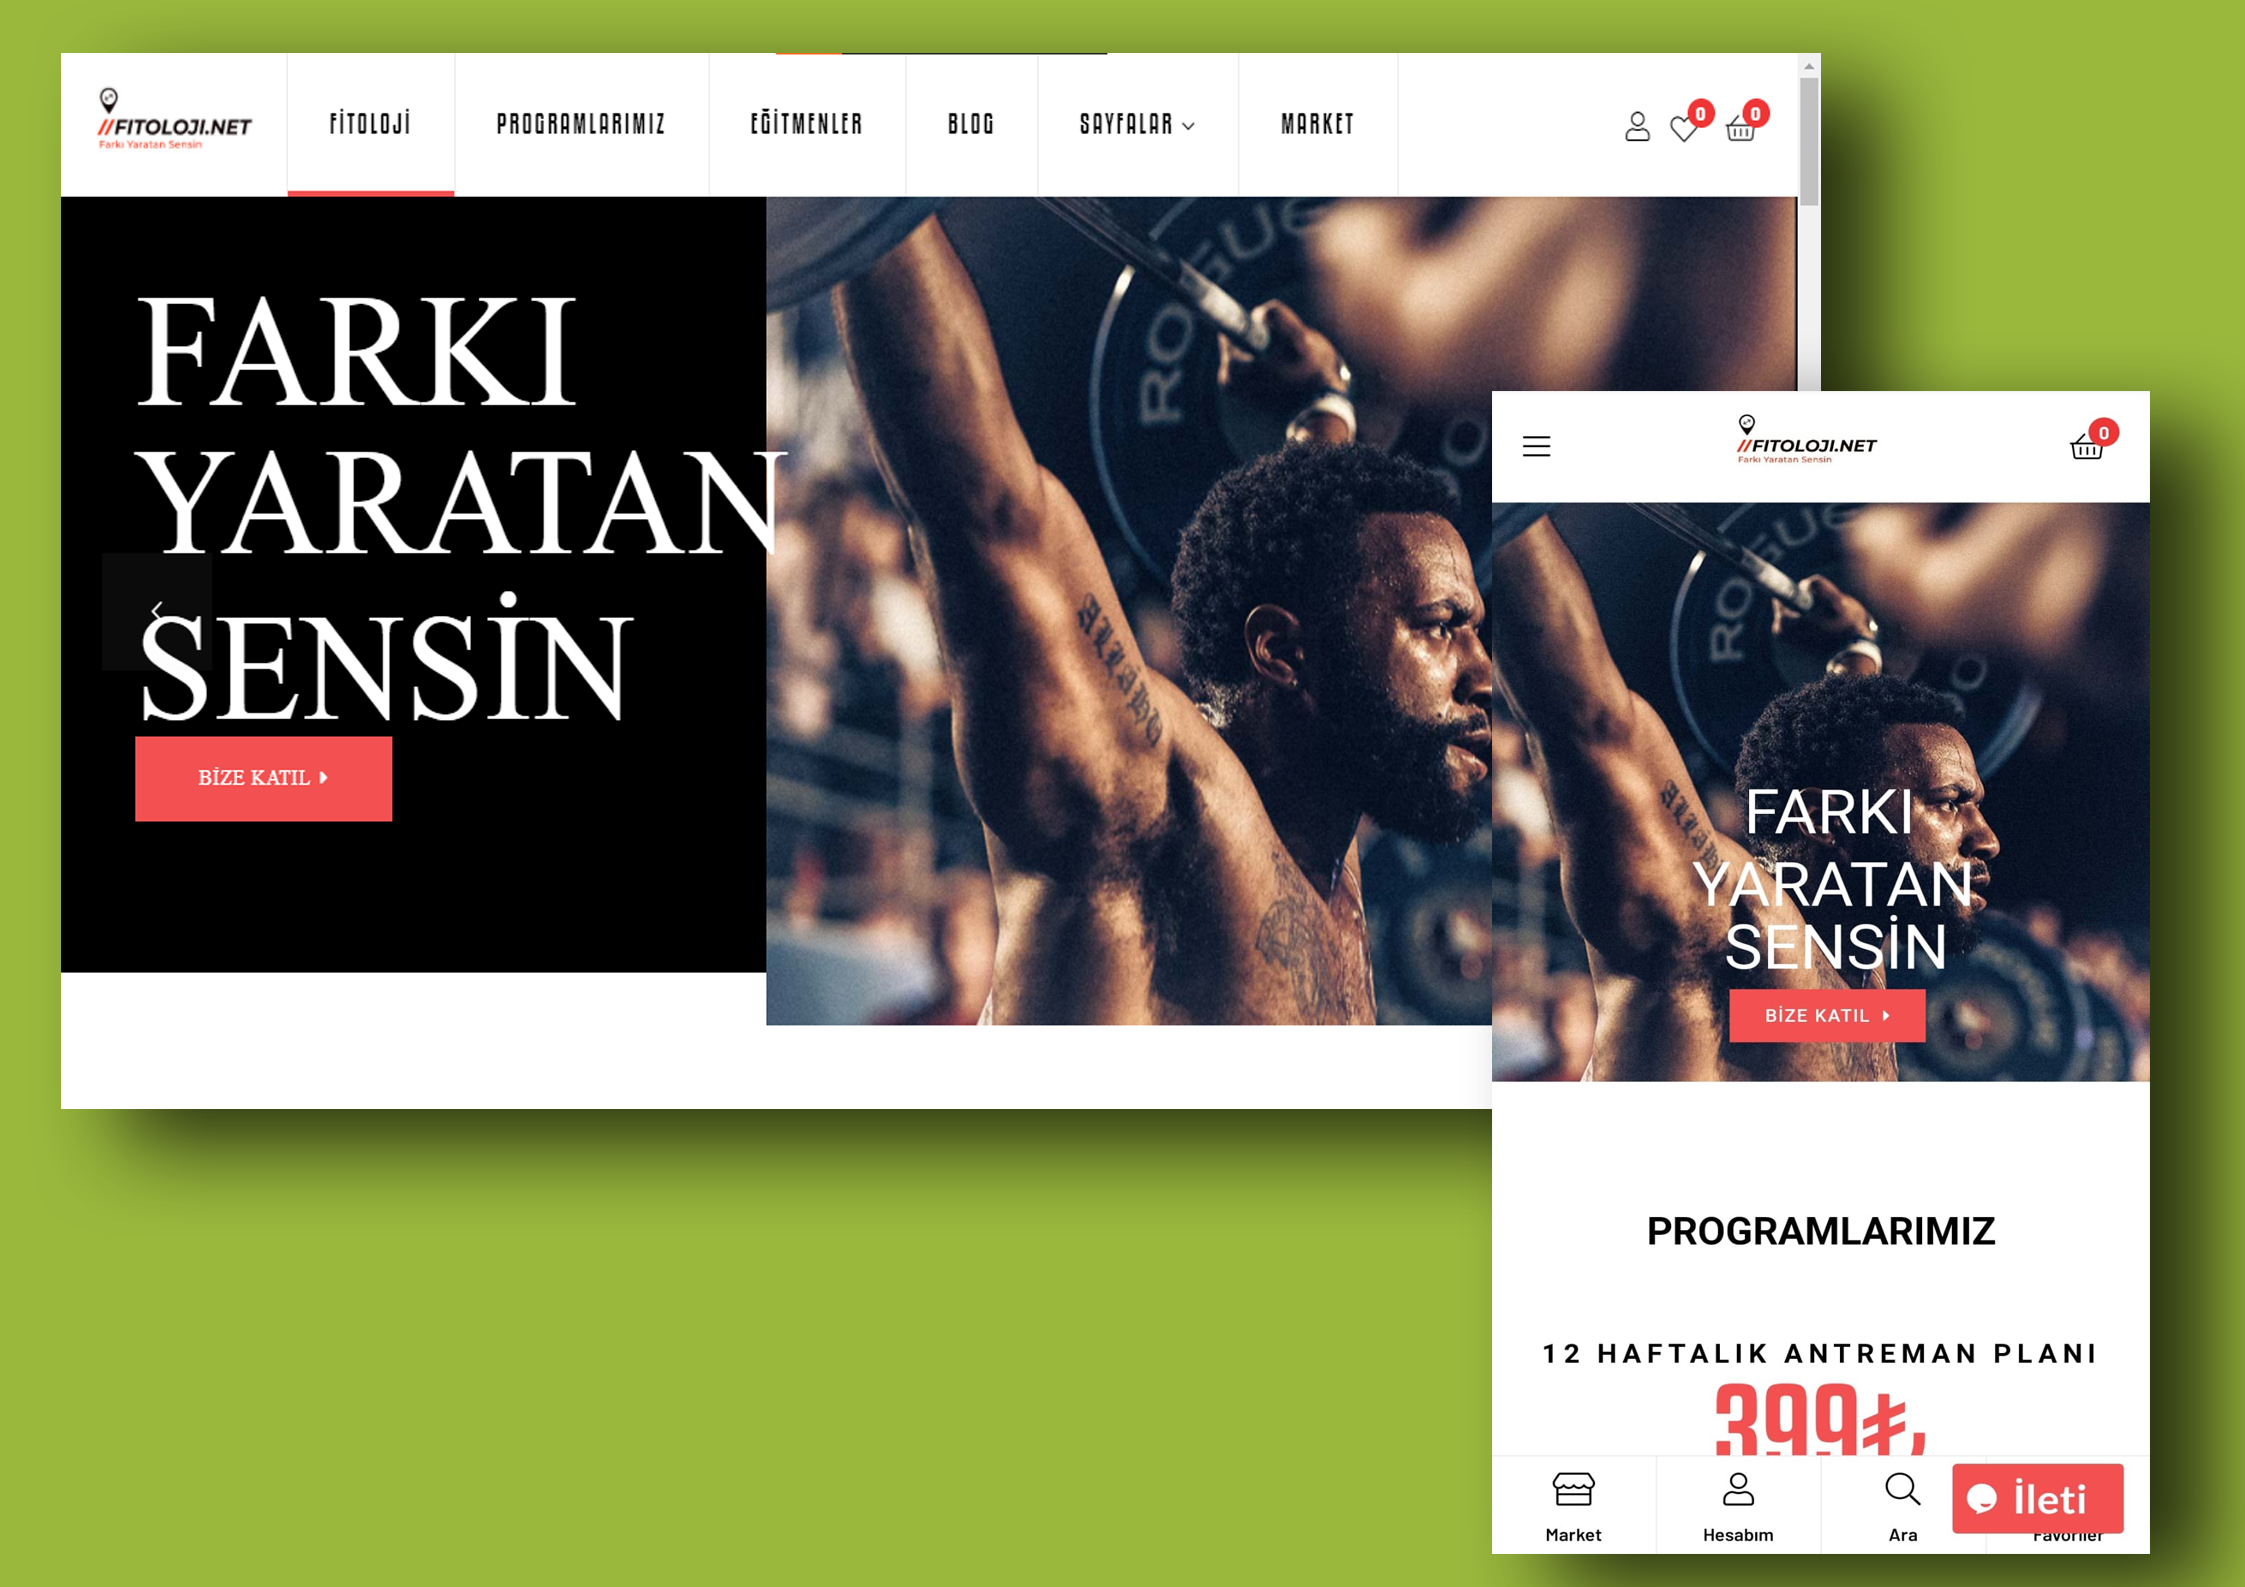 //FITOLOJI.NET
Farkı Yaratan Sensin
FİTOLOJİ
PROGRAMLARIMIZ
EĞİTMENLER
BLOG
SAYFALAR
MARKET
0
0
FARKI
YARATAN
SENSİN
BİZE KATIL
ROGUE
//FITOLOJI.NET
Farkı Yaratan Sensin
0
ROGUE
FARKI
YARATAN
SENSİN
BİZE KATIL
PROGRAMLARIMIZ
12 HAFTALIK ANTREMAN PLANI
399₺,
Market
Hesabım
Ara
Favoriler
İleti